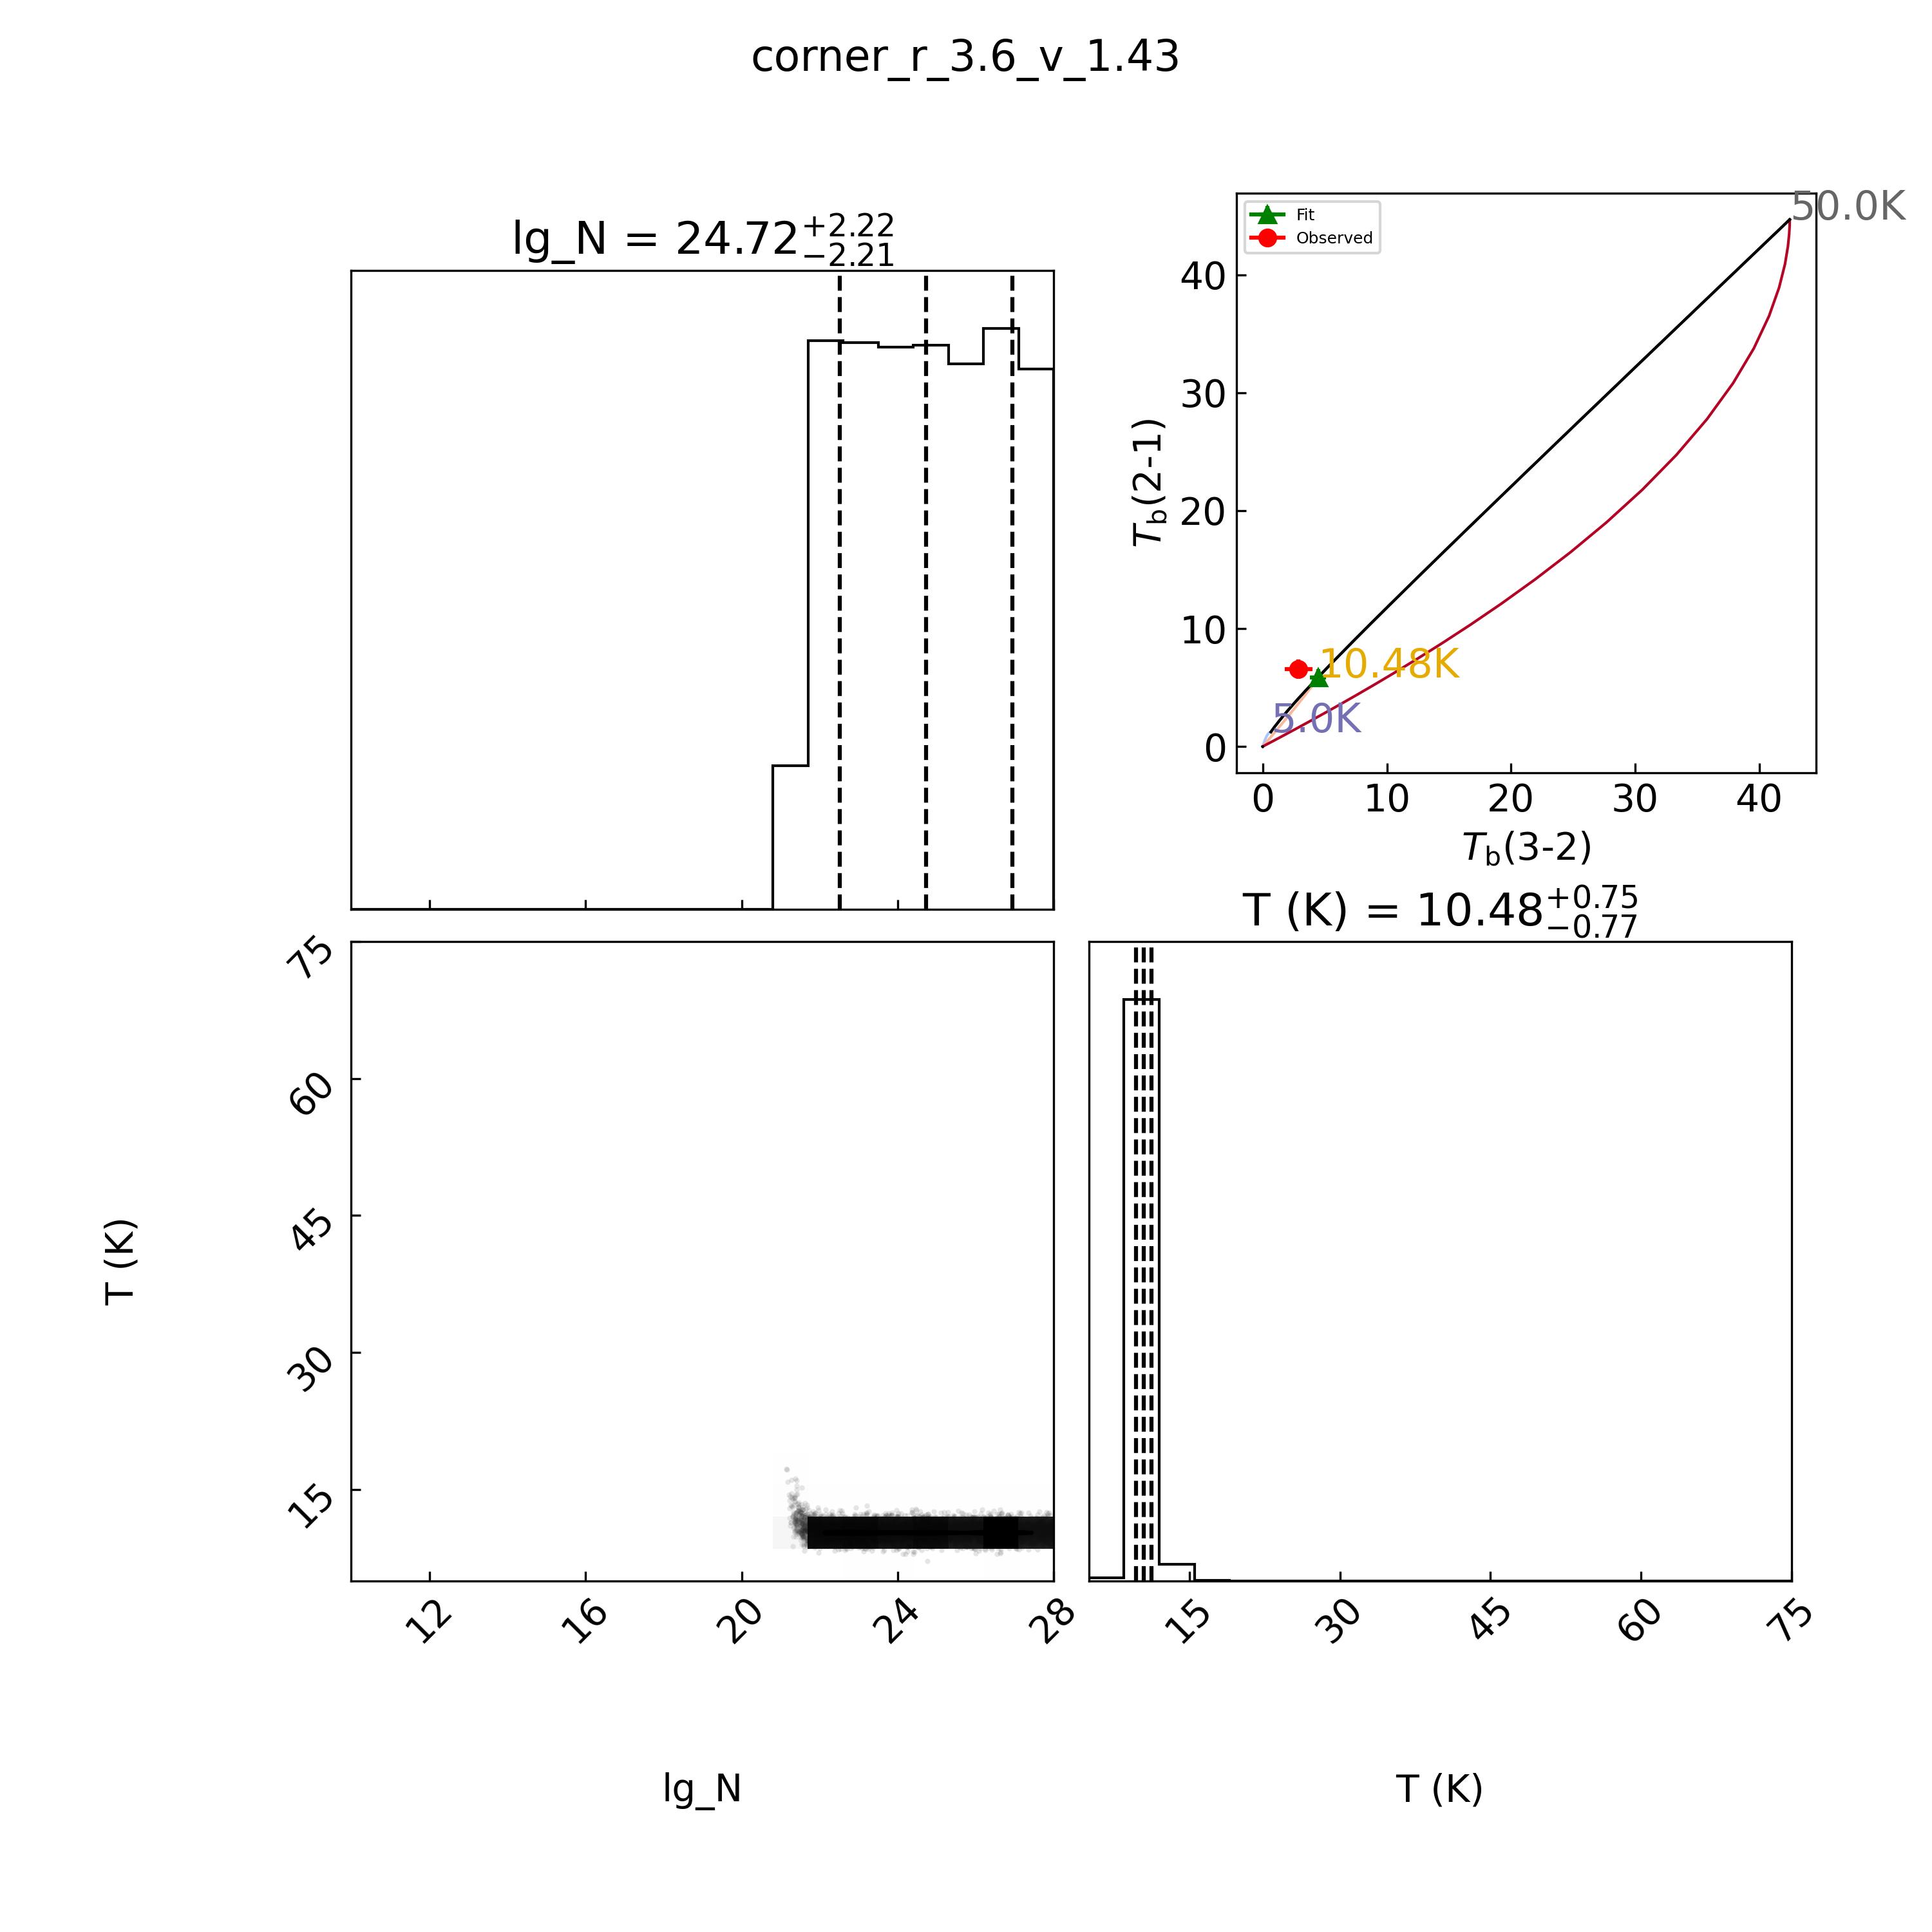 corner_r_3.6_v_1.43
lg_N = 24.72+2.22−2.21
50.0K
Fit
Observed
40
30
20
10
0
Tb(2-1)
10.48K
5.0K
0 10 20 30 40
Tb(3-2)
T (K) = 10.48+0.75−0.77
75
60
45
30
15
T (K)
12 16 20 24 28
15 30 45 60 75
lg_N
T (K)